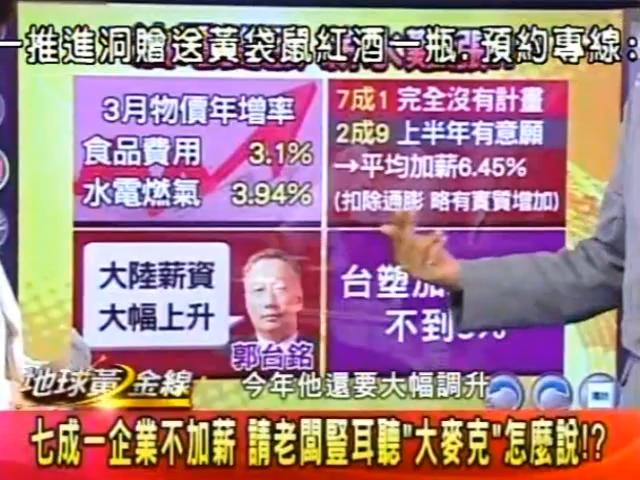 一推進洞贈送黃袋鼠紅酒一瓶.預約專線:
3月物價年增率
食品費用 3.1%
水電燃氣 3.94%
7成1 完全沒有計畫
2成9 上半年有意願
→平均加薪6.45%
(扣除通膨 略有實質增加)
大陸薪資
大幅上升
郭台銘
台塑加
不到
地球黃金線
今年他還要大幅調升
七成一企業不加薪 請老闆豎耳聽"大麥克"怎麼說!?